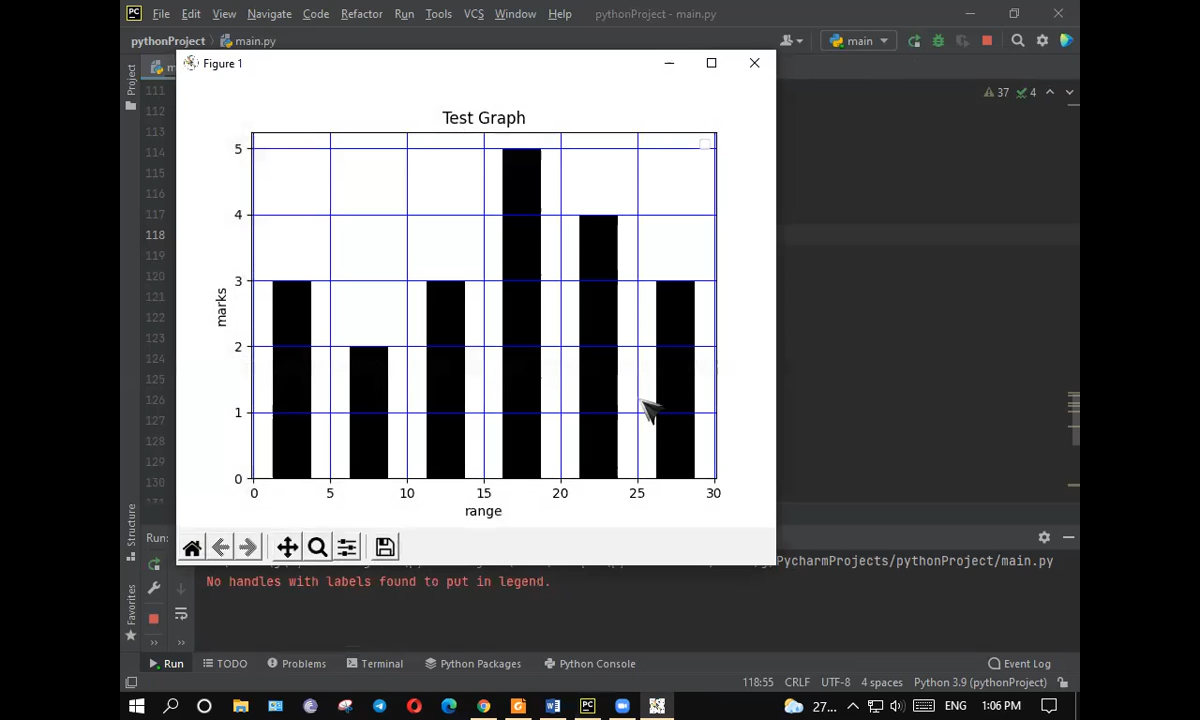 PC File Edit View Navigate Code Refactor Run Tools VCS Window Help pythonProject - main.py
pythonProject main.py main
Figure 1
Project
37 4
111
112
113
114
115
116
117
118
119
120
121
122
123
124
125
126
127
128
129
130
Test Graph
5
4
3
2
1
0
marks
0 5 10 15 20 25 30
range
Structure
Favorites
Run:
PycharmProjects/pythonProject/main.py
No handles with labels found to put in legend.
Run TODO Problems Terminal Python Packages Python Console Event Log
118:55 CRLF UTF-8 4 spaces Python 3.9 (pythonProject)
27... ENG 1:06 PM